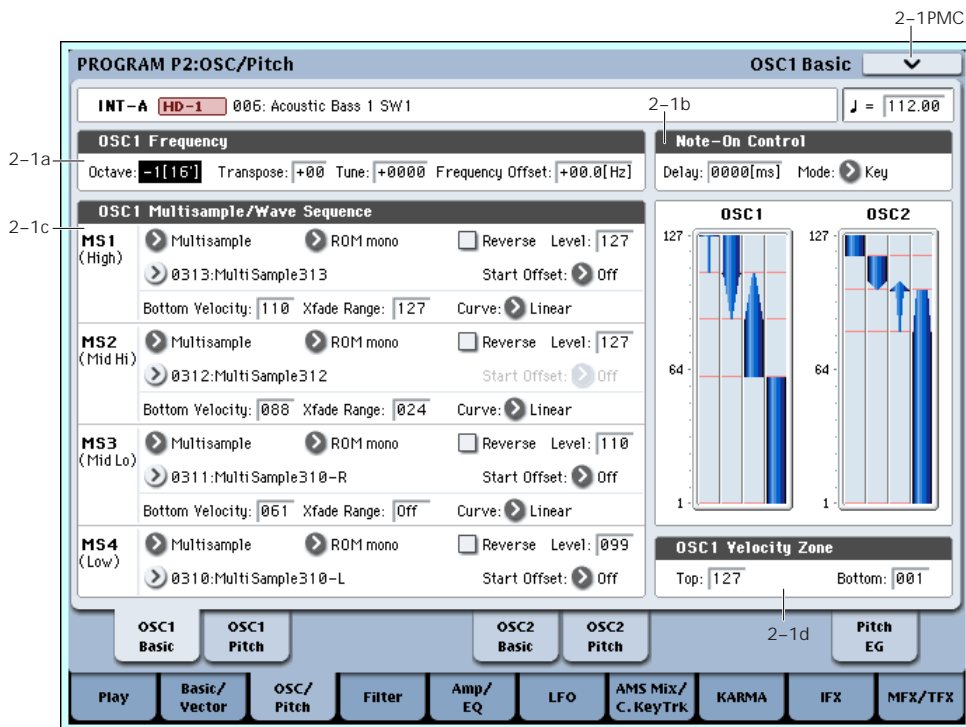 2-1PMC
PROGRAM P2:OSC/Pitch OSC1 Basic
INT-A HD-1 006: Acoustic Bass 1 SW1 2-1b ♩ = 112.00
OSC1 Frequency Note-On Control
2-1a
Octave: -1[16'] Transpose: +00 Tune: +0000 Frequency Offset: +00.0[Hz] Delay: 0000[ms] Mode: Key
2-1c
OSC1 Multisample/Wave Sequence OSC1 OSC2
MS1 (High) Multisample ROM mono Reverse Level: 127
0313:MultiSample313 Start Offset: Off
Bottom Velocity: 110 Xfade Range: 127 Curve: Linear
MS2 (Mid Hi) Multisample ROM mono Reverse Level: 127
0312:MultiSample312 Start Offset: Off
Bottom Velocity: 088 Xfade Range: 024 Curve: Linear
MS3 (Mid Lo) Multisample ROM mono Reverse Level: 110
0311:MultiSample310-R Start Offset: Off
Bottom Velocity: 061 Xfade Range: Off Curve: Linear
MS4 (Low) Multisample ROM mono Reverse Level: 099
0310:MultiSample310-L Start Offset: Off
127 127
64 64
1 1
OSC1 Velocity Zone
Top: 127 Bottom: 001
2-1d
OSC1 Basic OSC1 Pitch OSC2 Basic OSC2 Pitch Pitch EG
Play Basic/Vector OSC/Pitch Filter Amp/EQ LFO AMS Mix/C.KeyTrk KARMA IFX MFX/TFX